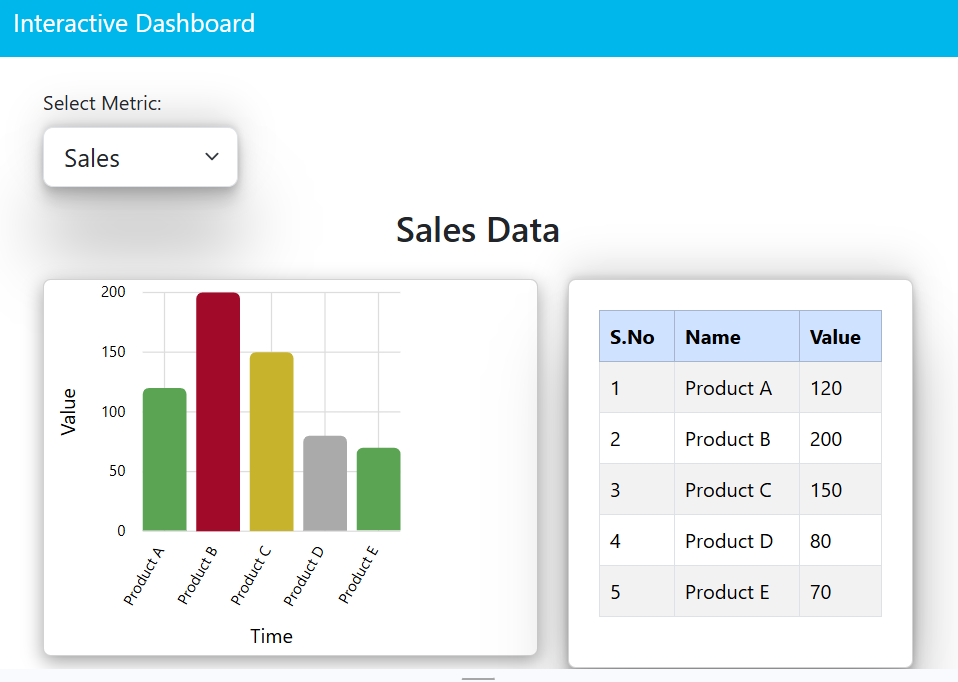 Interactive Dashboard
Select Metric:
Sales
Sales Data
200
150
100
50
0
Value
Product A
Product B
Product C
Product D
Product E
Time
S.No Name Value
1 Product A 120
2 Product B 200
3 Product C 150
4 Product D 80
5 Product E 70